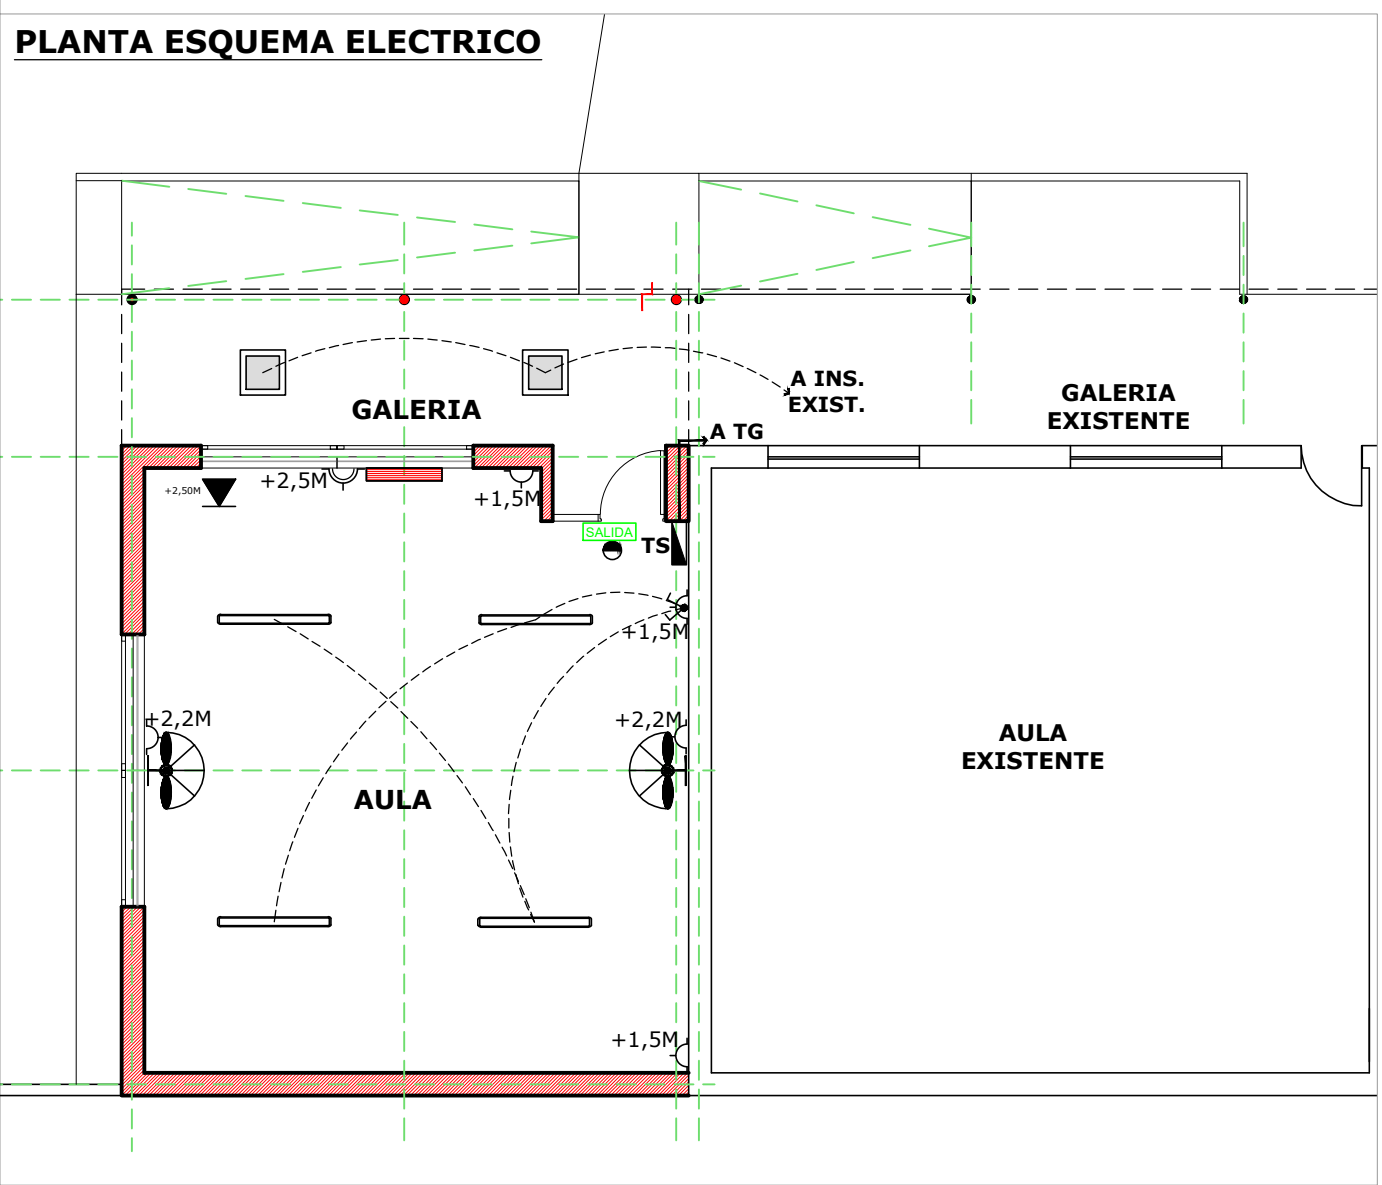 PLANTA ESQUEMA ELECTRICO
A INS.
EXIST.
GALERIA
EXISTENTE
GALERIA
A TG
+2,50M
+2,5M
+1,5M
SALIDA
TS
+1,5M
+2,2M
+2,2M
AULA
EXISTENTE
AULA
+1,5M